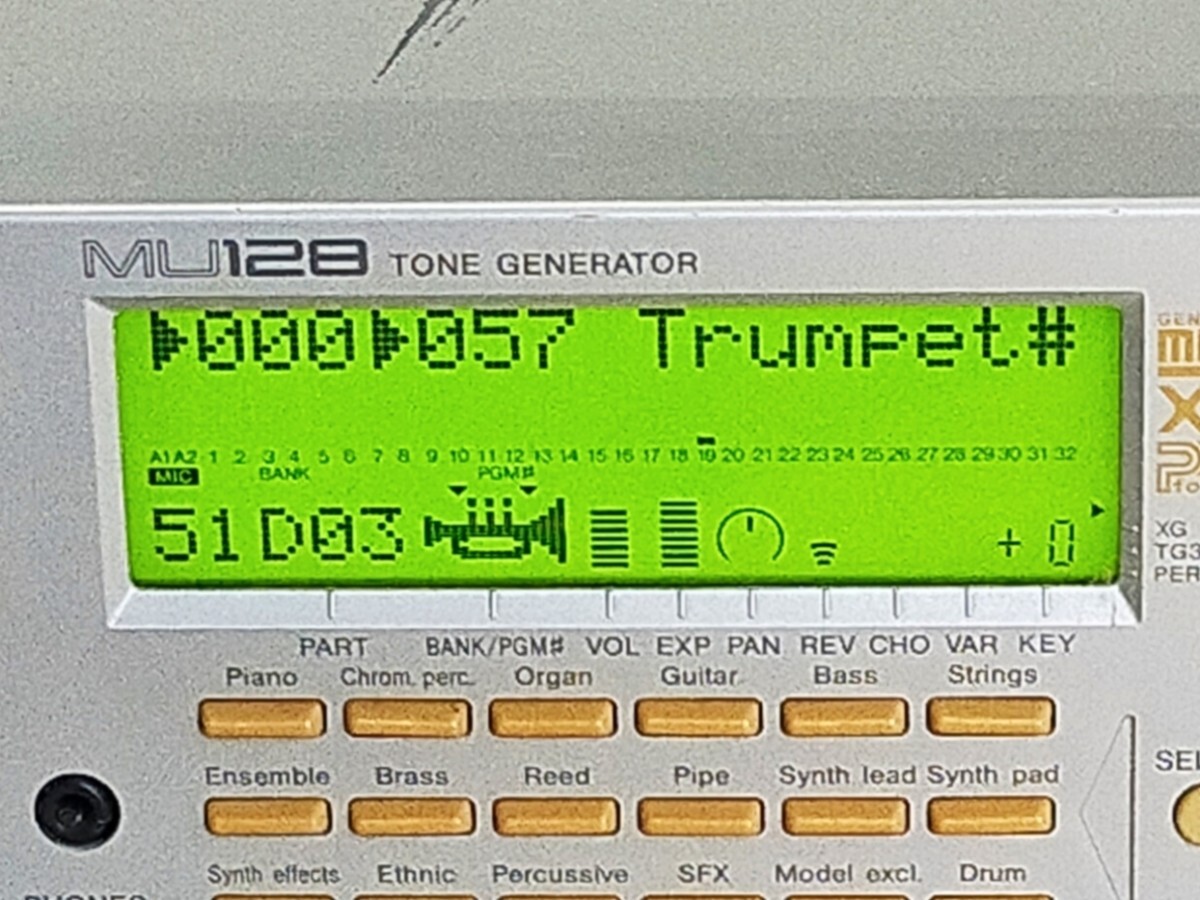 MU128 TONE GENERATOR
000 057 Trumpet#
A1 A2 1 2 3 4 5 6 7 8 9 10 11 12 13 14 15 16 17 18 19 20 21 22 23 24 25 26 27 28 29 30 31 32
MIC BANK PGM#
51 D03 + 0
XG
PART BANK/PGM# VOL EXP PAN REV CHO VAR KEY
Piano Chrom. perc. Organ Guitar Bass Strings
Ensemble Brass Reed Pipe Synth lead Synth pad
Synth effects Ethnic Percussive SFX Model excl. Drum
PHONES